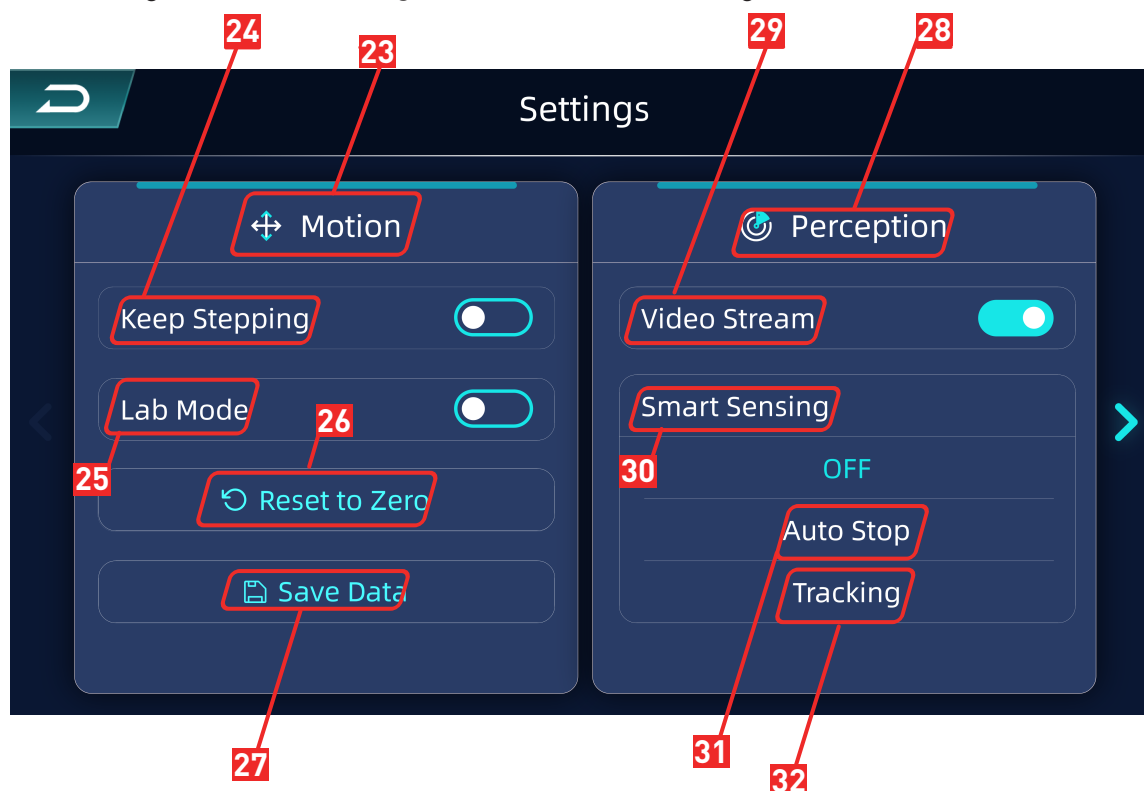 24
23
29
28
Settings
Motion
Keep Stepping
Lab Mode
26
25
Reset to Zero
Save Data
27
Perception
Video Stream
Smart Sensing
30
OFF
Auto Stop
Tracking
31
32